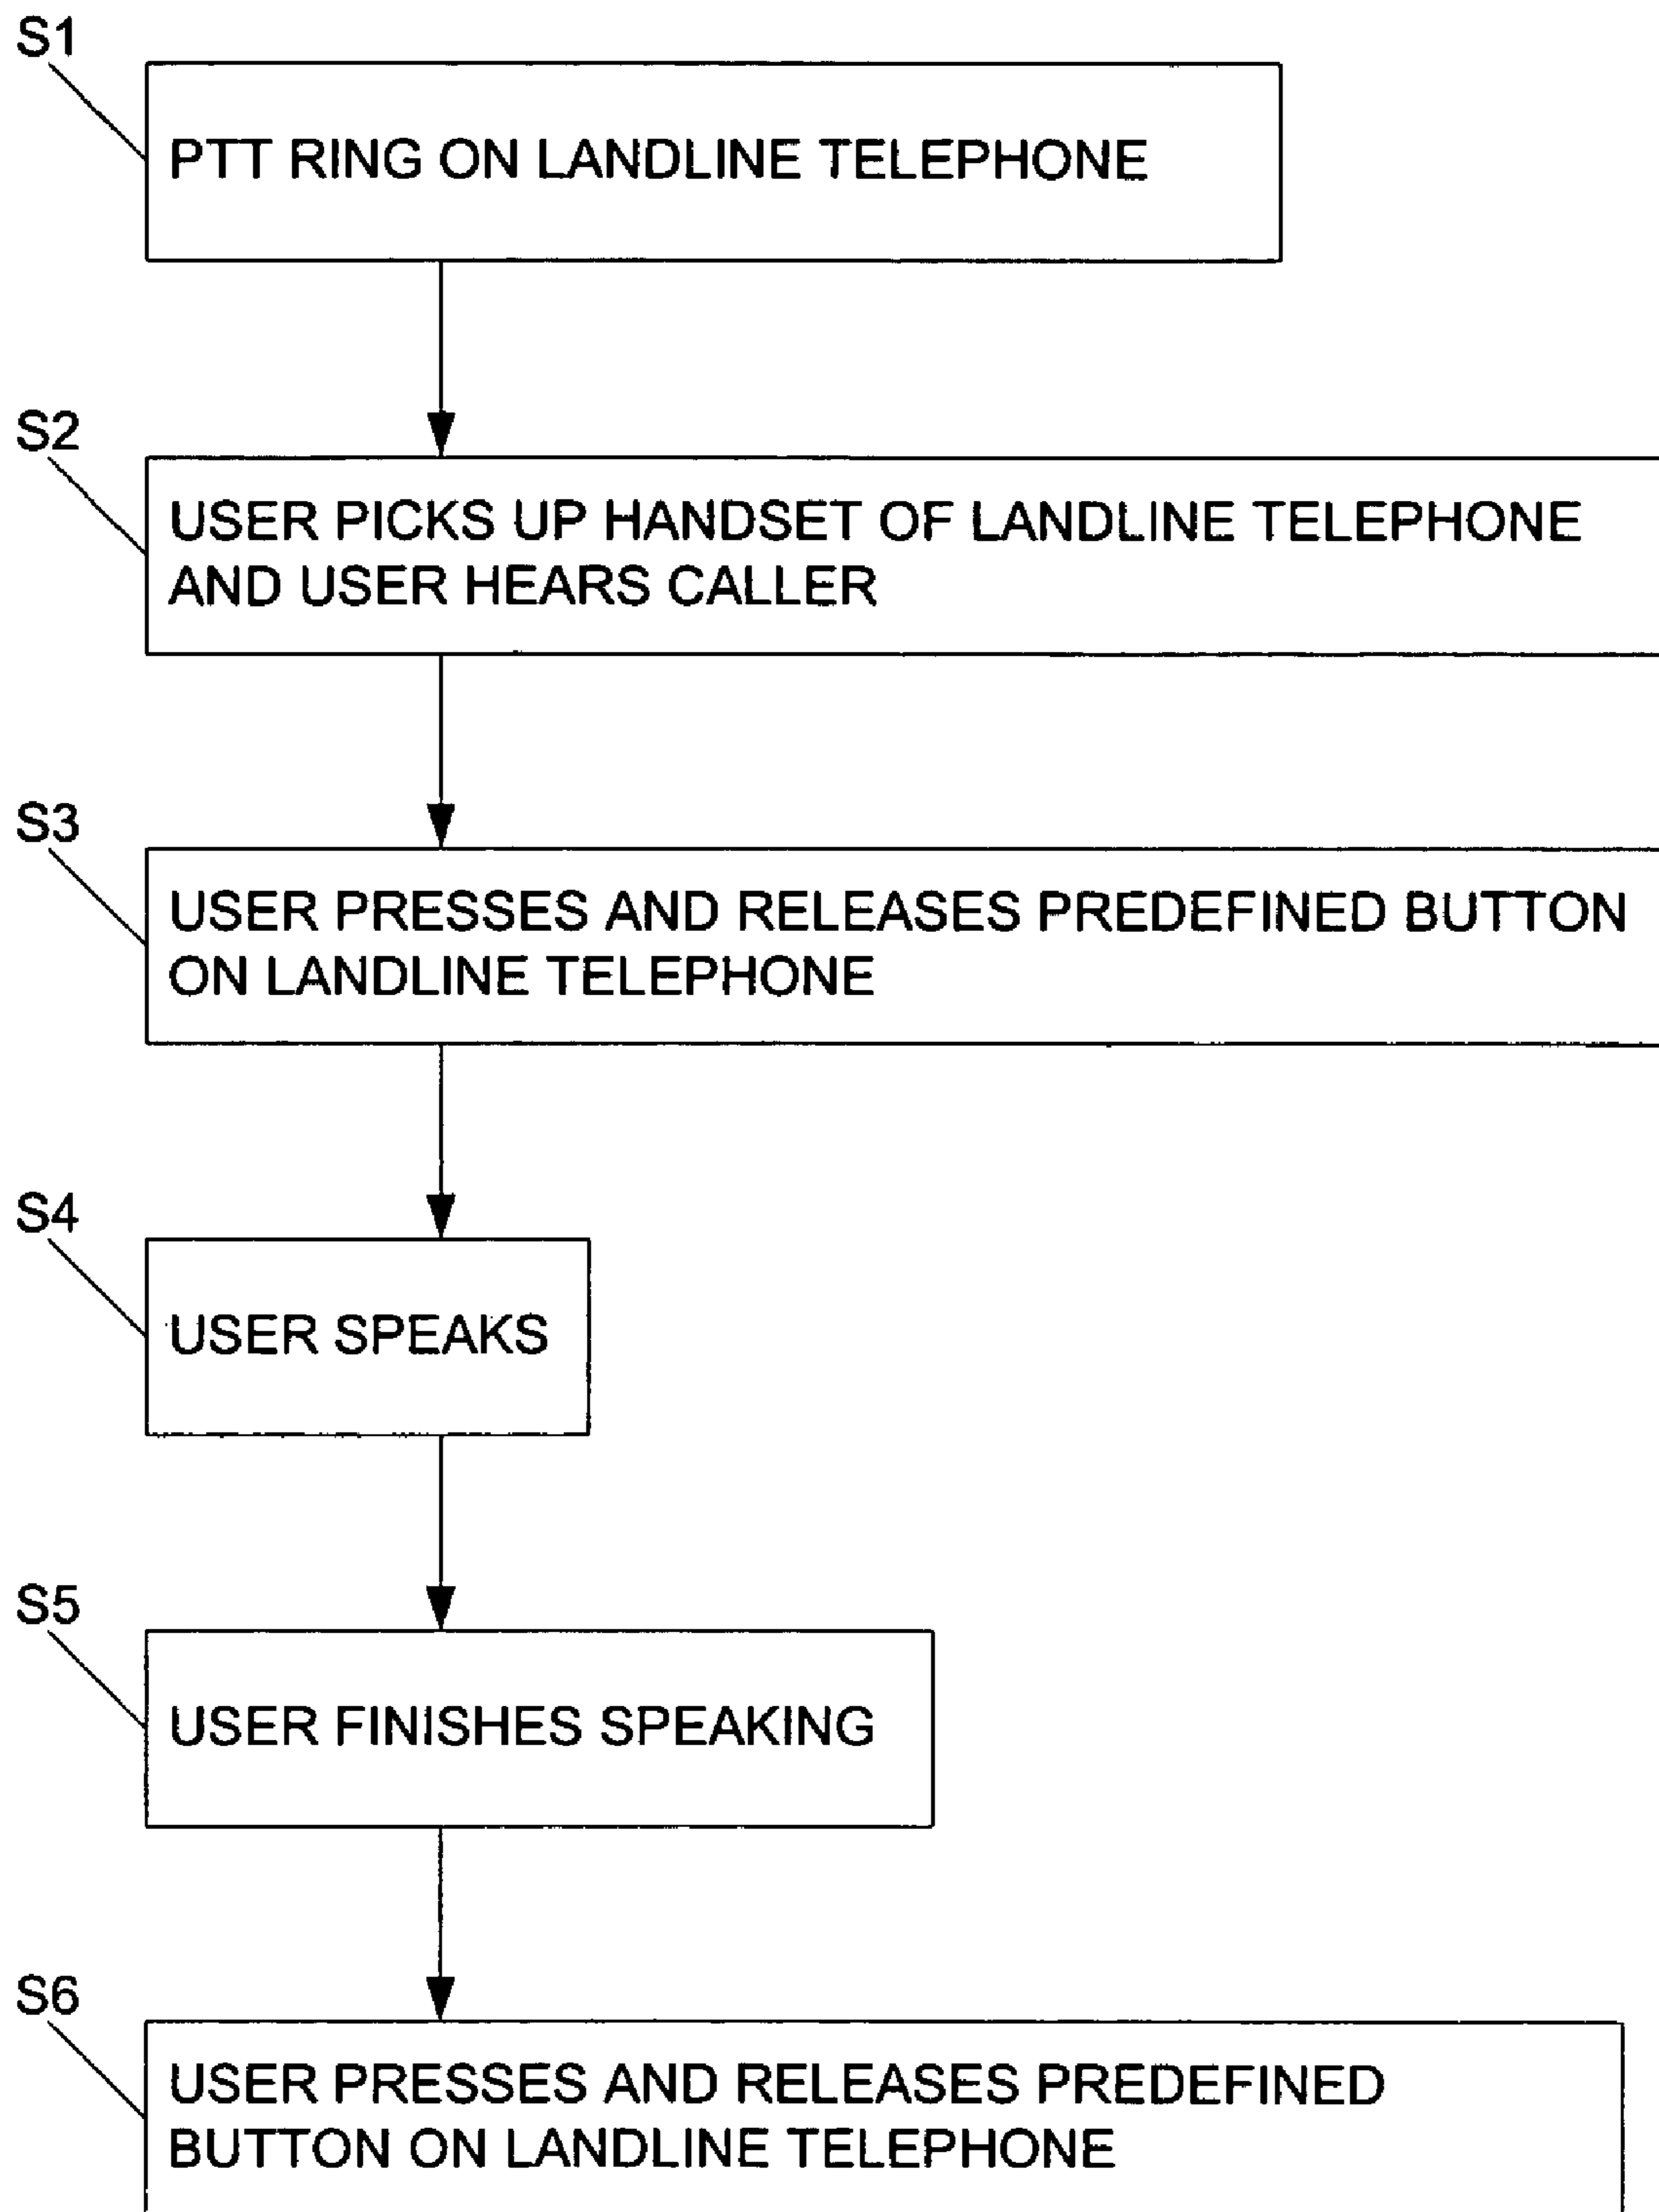 S1
PTT RING ON LANDLINE TELEPHONE
S2
USER PICKS UP HANDSET OF LANDLINE TELEPHONE
AND USER HEARS CALLER
S3
USER PRESSES AND RELEASES PREDEFINED BUTTON
ON LANDLINE TELEPHONE
S4
USER SPEAKS
S5
USER FINISHES SPEAKING
S6
USER PRESSES AND RELEASES PREDEFINED
BUTTON ON LANDLINE TELEPHONE